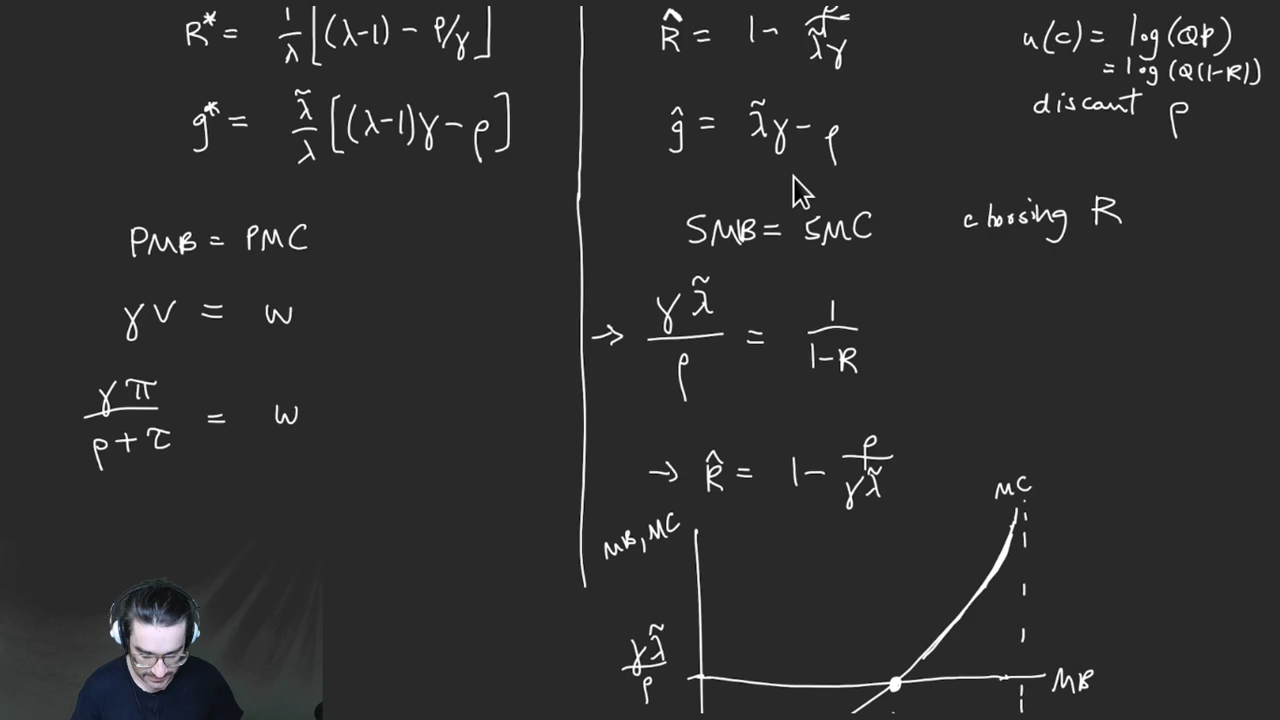 R* = 1/λ [(λ-1) - ρ/γ]
g* = λ̃/λ [(λ-1)γ - ρ]
PMB = PMC
γV = w
γπ/(ρ+τ) = w
R̂ = 1 - ρ/(λ̃γ)
ĝ = λ̃γ - ρ
SMB = SMC
→ γλ̃/ρ = 1/(1-R)
→ R̂ = 1 - ρ/(γλ̃)
u(c) = log(QP)
= log(Q(1-R))
discount ρ
choosing R
MB, MC
MC
γλ̃/ρ
MB